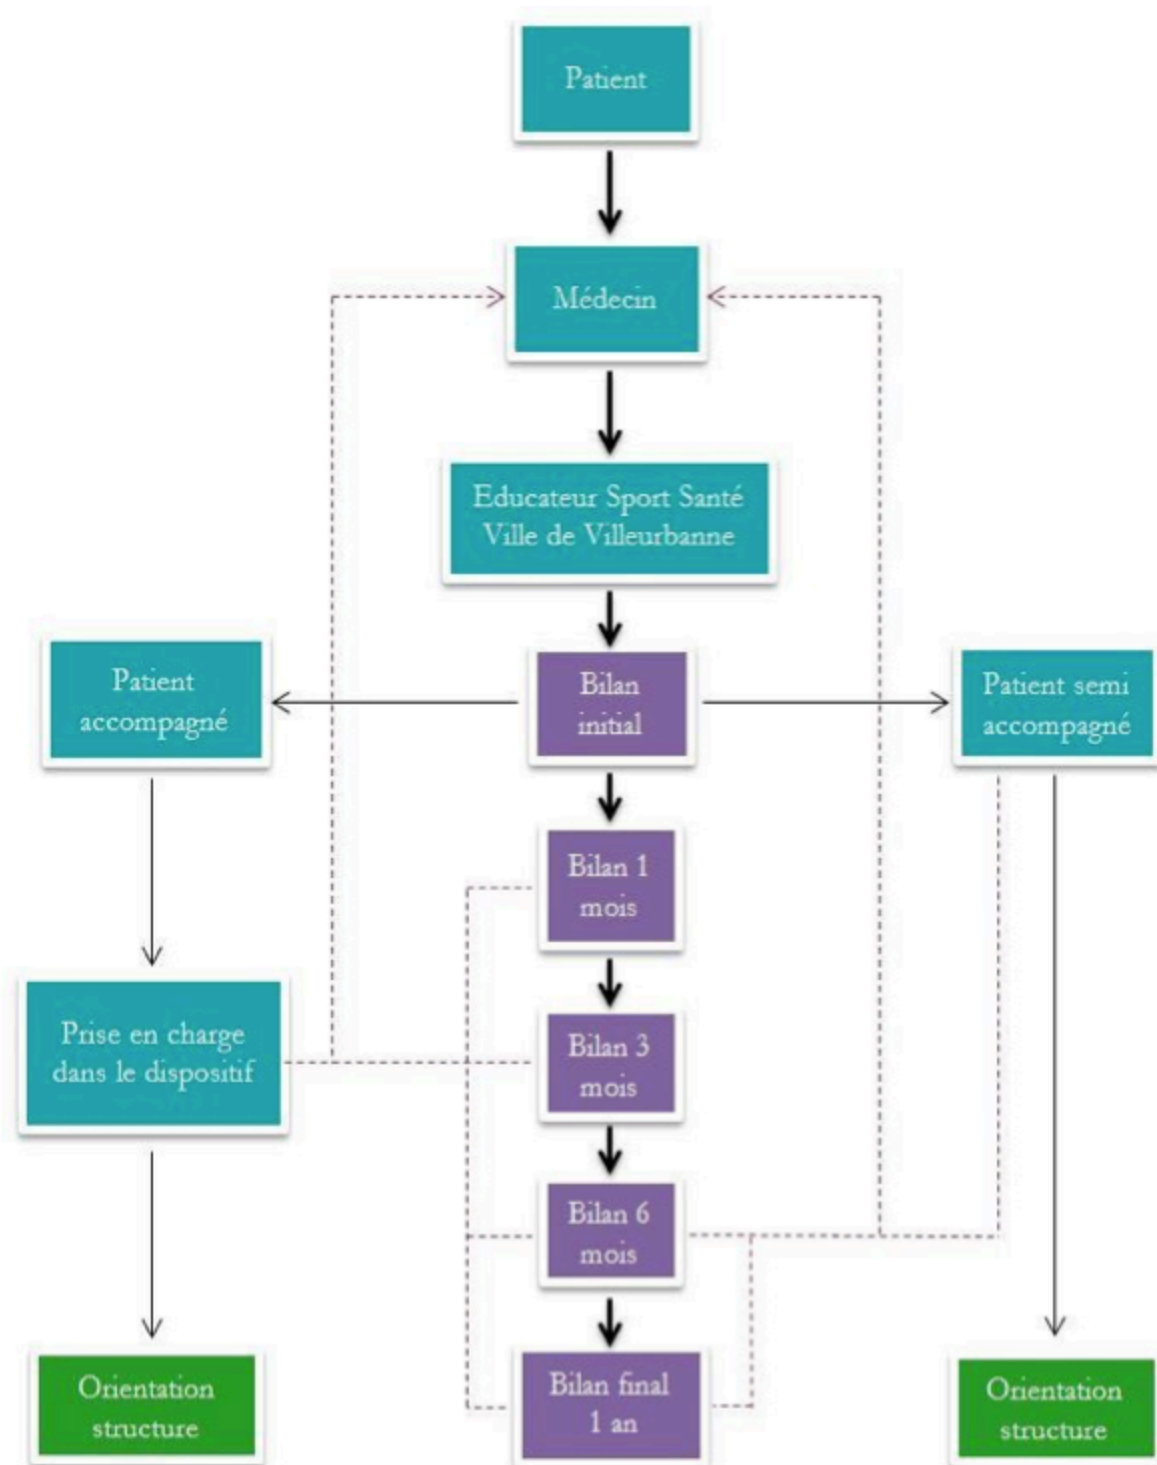 Patient
Médecin
Educateur Sport Santé
Ville de Villeurbanne
Patient
accompagné
Bilan
initial
Patient semi
accompagné
Bilan 1
mois
Prise en charge
dans le dispositif
Bilan 3
mois
Bilan 6
mois
Orientation
structure
Bilan final
1 an
Orientation
structure